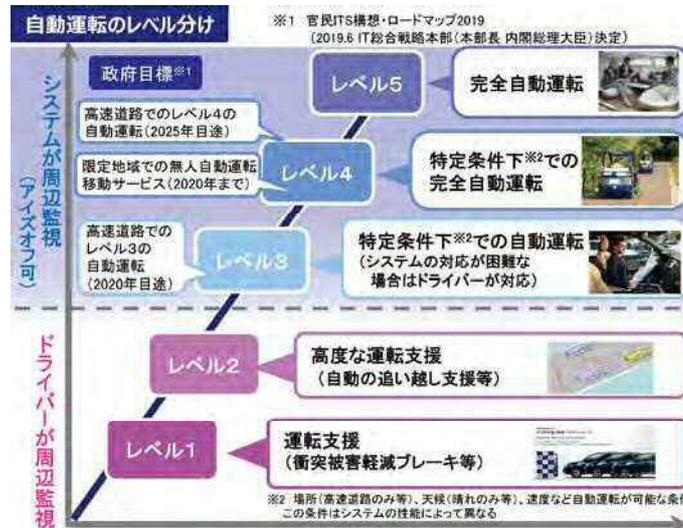 自動運転のレベル分け
※1 官民ITS構想・ロードマップ2019
(2019.6 IT総合戦略本部(本部長 内閣総理大臣)決定)
政府目標※1
システムが周辺監視
(アイズオフ可)
レベル5
完全自動運転
高速道路でのレベル4の
自動運転(2025年目途)
限定地域での無人自動運転
移動サービス(2020年まで)
レベル4
特定条件下※2での
完全自動運転
高速道路での
レベル3の
自動運転
(2020年目途)
レベル3
特定条件下※2での自動運転
(システムの対応が困難な
場合はドライバーが対応)
ドライバーが周辺監視
レベル2
高度な運転支援
(自動の追い越し支援等)
レベル1
運転支援
(衝突被害軽減ブレーキ等)
※2 場所(高速道路のみ等)、天候(晴れのみ等)、速度など自動運転が可能な条
この条件はシステムの性能によって異なる